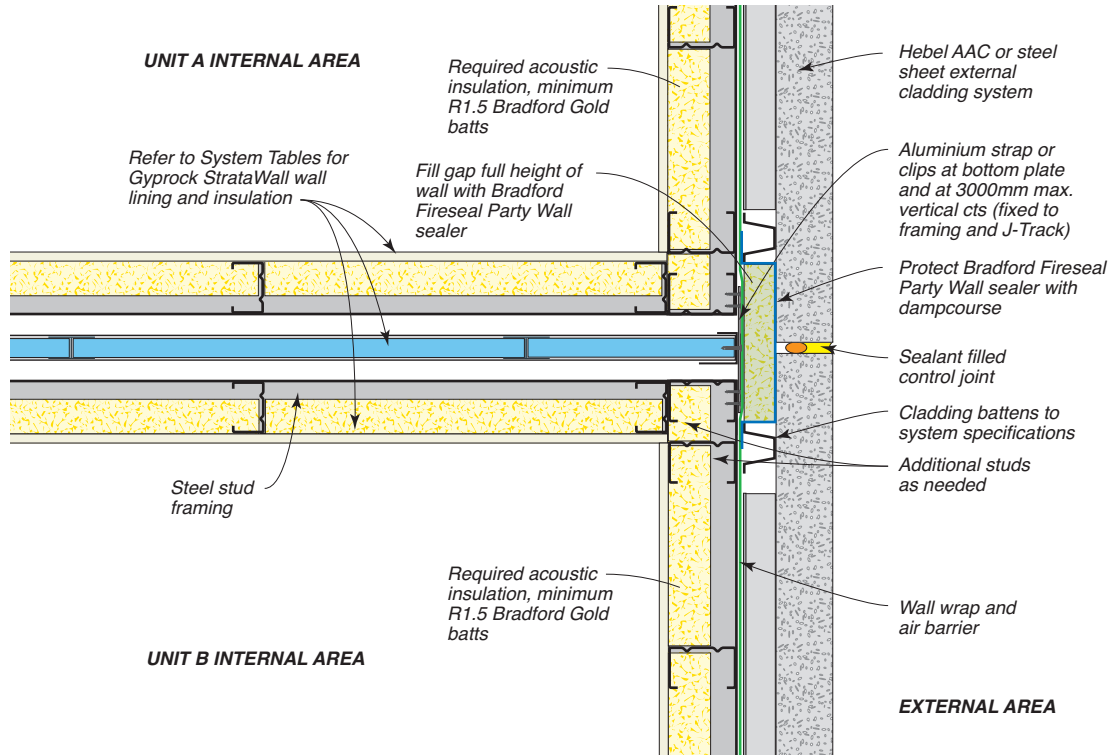 UNIT A INTERNAL AREA
Required acoustic
insulation, minimum
R1.5 Bradford Gold
batts
Hebel AAC or steel
sheet external
cladding system
Refer to System Tables for
Gyprock StrataWall wall
lining and insulation
Fill gap full height of
wall with Bradford
Fireseal Party Wall
sealer
Aluminium strap or
clips at bottom plate
and at 3000mm max.
vertical cts (fixed to
framing and J-Track)
Protect Bradford Fireseal
Party Wall sealer with
dampcourse
Sealant filled
control joint
Cladding battens to
system specifications
Additional studs
as needed
Steel stud
framing
Required acoustic
insulation, minimum
R1.5 Bradford Gold
batts
Wall wrap and
air barrier
UNIT B INTERNAL AREA
EXTERNAL AREA